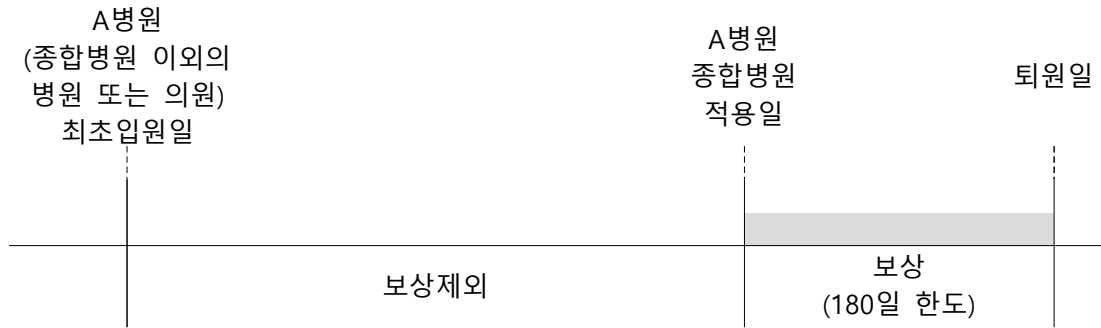 A병원
(종합병원 이외의
병원 또는 의원)
최초입원일
A병원
종합병원
적용일
퇴원일
보상제외
보상
(180일 한도)